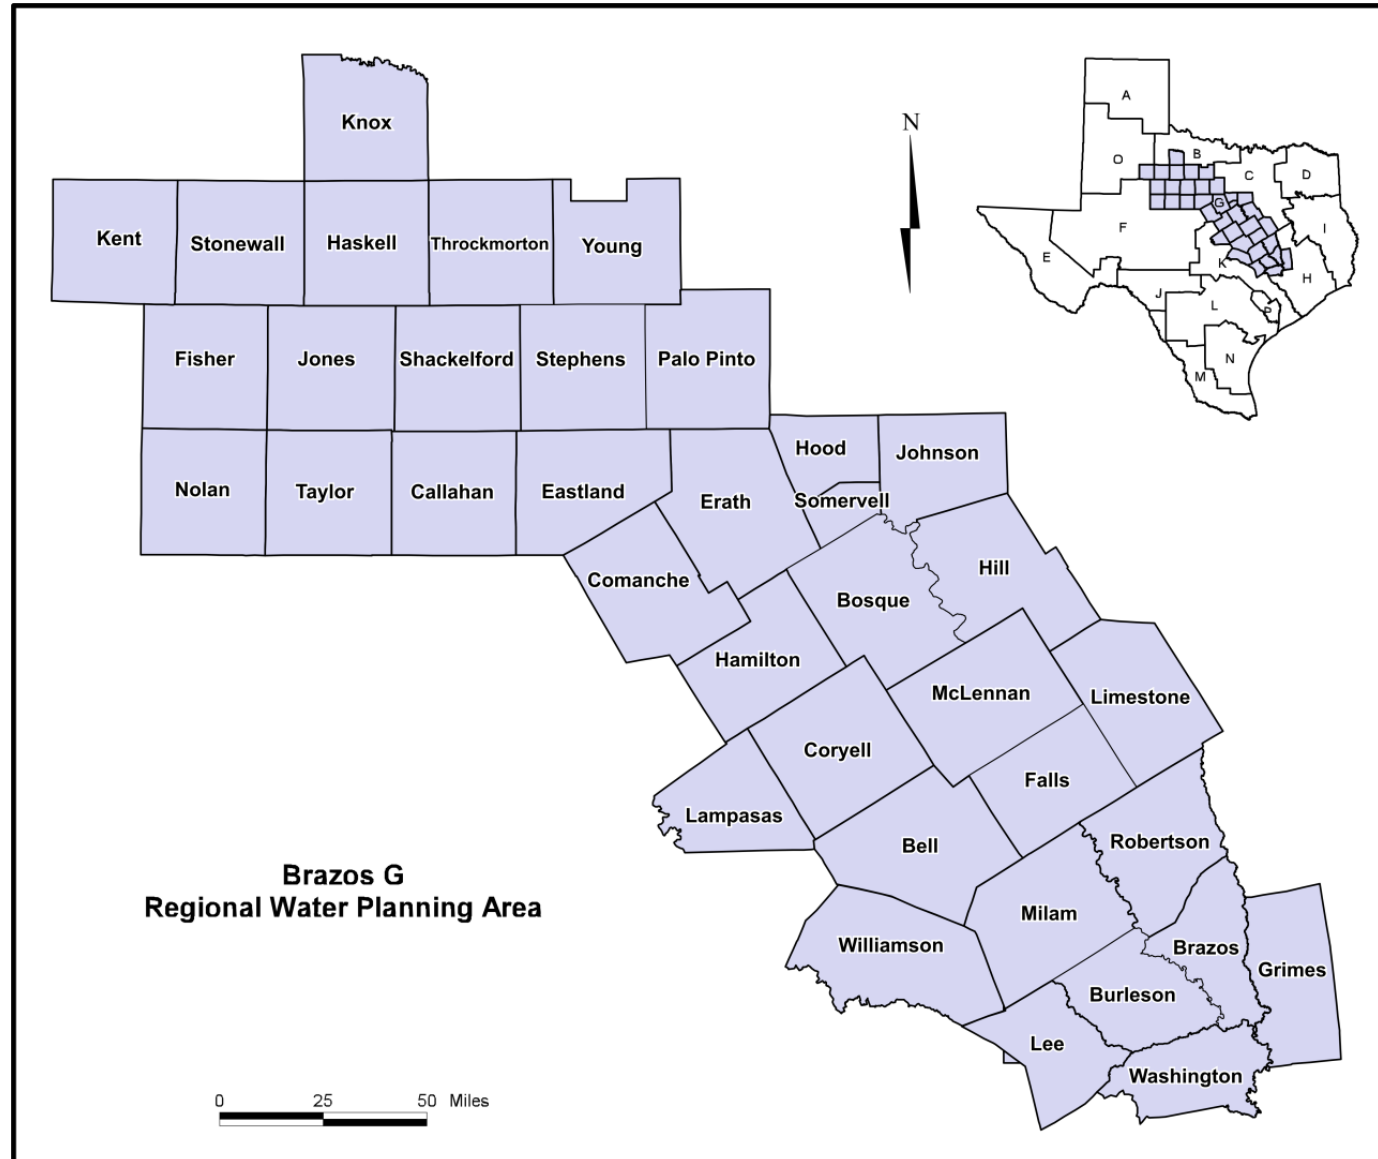 N
A
B
O
C
D
G
F
I
E
K
H
J
L
P
N
M
Knox
Kent
Stonewall
Haskell
Throckmorton
Young
Fisher
Jones
Shackelford
Stephens
Palo Pinto
Nolan
Taylor
Callahan
Eastland
Erath
Hood
Johnson
Somervell
Comanche
Bosque
Hill
Hamilton
McLennan
Limestone
Coryell
Falls
Lampasas
Bell
Robertson
Milam
Williamson
Brazos
Grimes
Burleson
Lee
Washington
Brazos G
Regional Water Planning Area
0 25 50 Miles